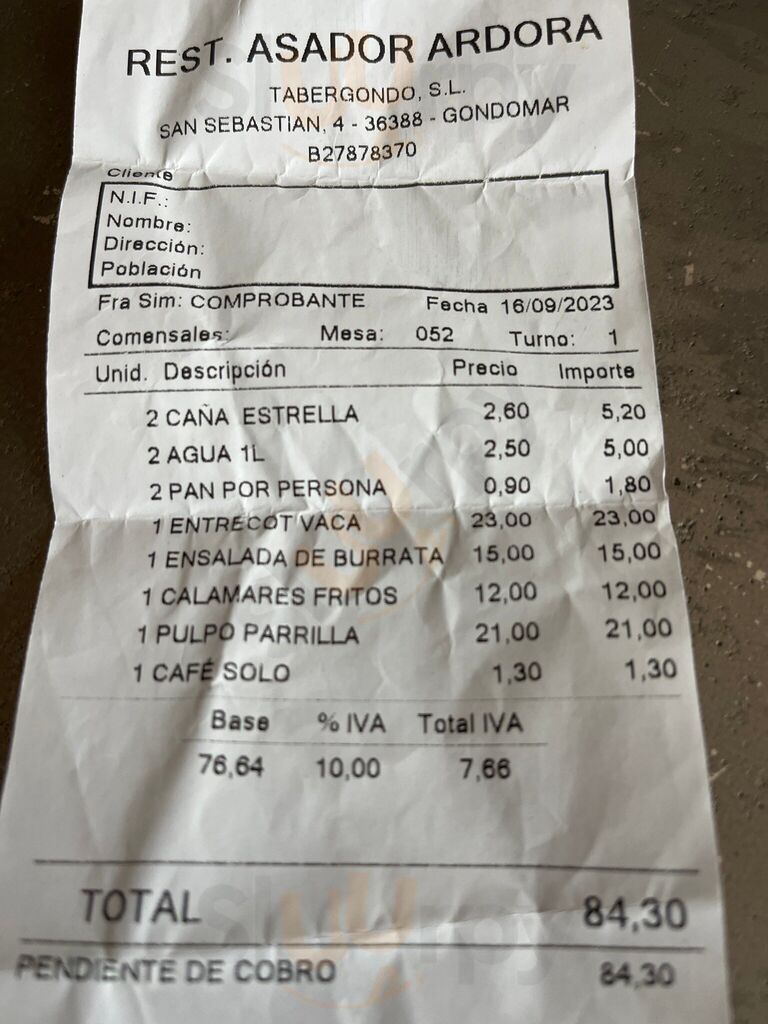 REST. ASADOR ARDORA
TABERGONDO, S.L.
SAN SEBASTIAN, 4 - 36388 - GONDOMAR
B27878370
Cliente
N.I.F.:
Nombre:
Dirección:
Población
Fra Sim: COMPROBANTE Fecha 16/09/2023
Comensales: Mesa: 052 Turno: 1
Unid. Descripción Precio Importe
2 CAÑA ESTRELLA 2,60 5,20
2 AGUA 1L 2,50 5,00
2 PAN POR PERSONA 0,90 1,80
1 ENTRECOT VACA 23,00 23,00
1 ENSALADA DE BURRATA 15,00 15,00
1 CALAMARES FRITOS 12,00 12,00
1 PULPO PARRILLA 21,00 21,00
1 CAFÉ SOLO 1,30 1,30
Base % IVA Total IVA
76,64 10,00 7,66
TOTAL 84,30
PENDIENTE DE COBRO 84,30